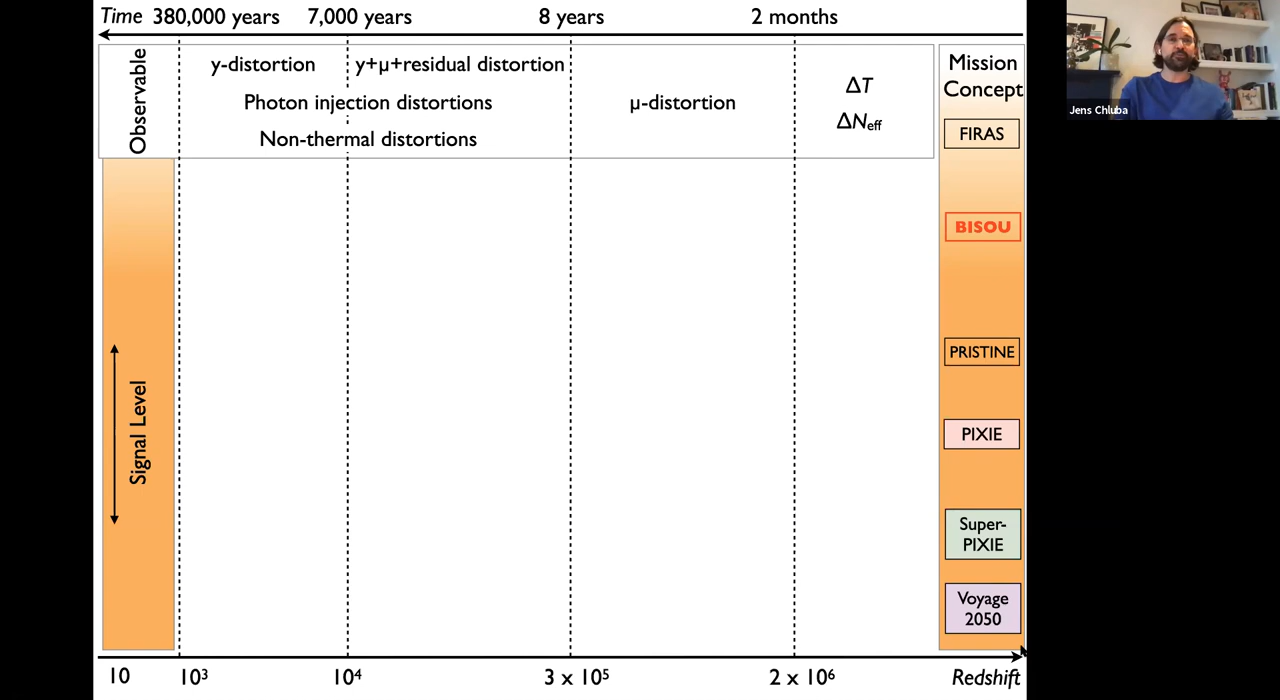 Time 380,000 years 7,000 years 8 years 2 months
Observable
y-distortion
y+μ+residual distortion
Photon injection distortions
Non-thermal distortions
μ-distortion
ΔT
ΔNeff
Mission
Concept
FIRAS
BISOU
PRISTINE
PIXIE
Super-
PIXIE
Voyage
2050
Signal Level
10 10³ 10⁴ 3 x 10⁵ 2 x 10⁶ Redshift
Jens Chluba